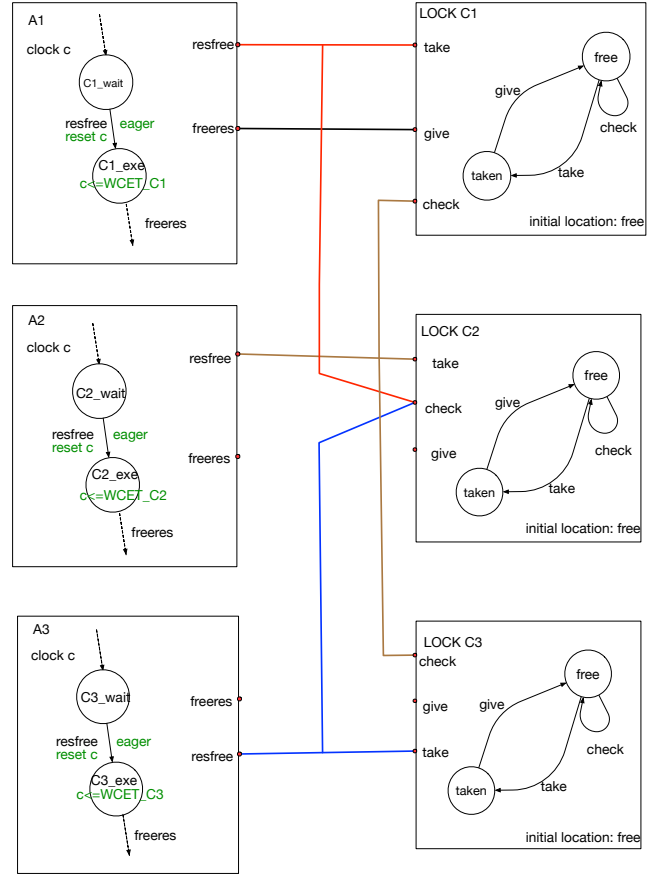 A1
clock c
C1_wait
resfree eager
reset c
C1_exe
c<=WCET_C1
freeres
resfree
freeres
LOCK C1
take
give
check
free
give
check
take
taken
initial location: free
A2
clock c
C2_wait
resfree eager
reset c
C2_exe
c<=WCET_C2
freeres
resfree
freeres
LOCK C2
take
check
give
free
give
check
take
taken
initial location: free
A3
clock c
C3_wait
resfree eager
reset c
C3_exe
c<=WCET_C3
freeres
freeres
resfree
LOCK C3
check
give
take
free
give
check
take
taken
initial location: free